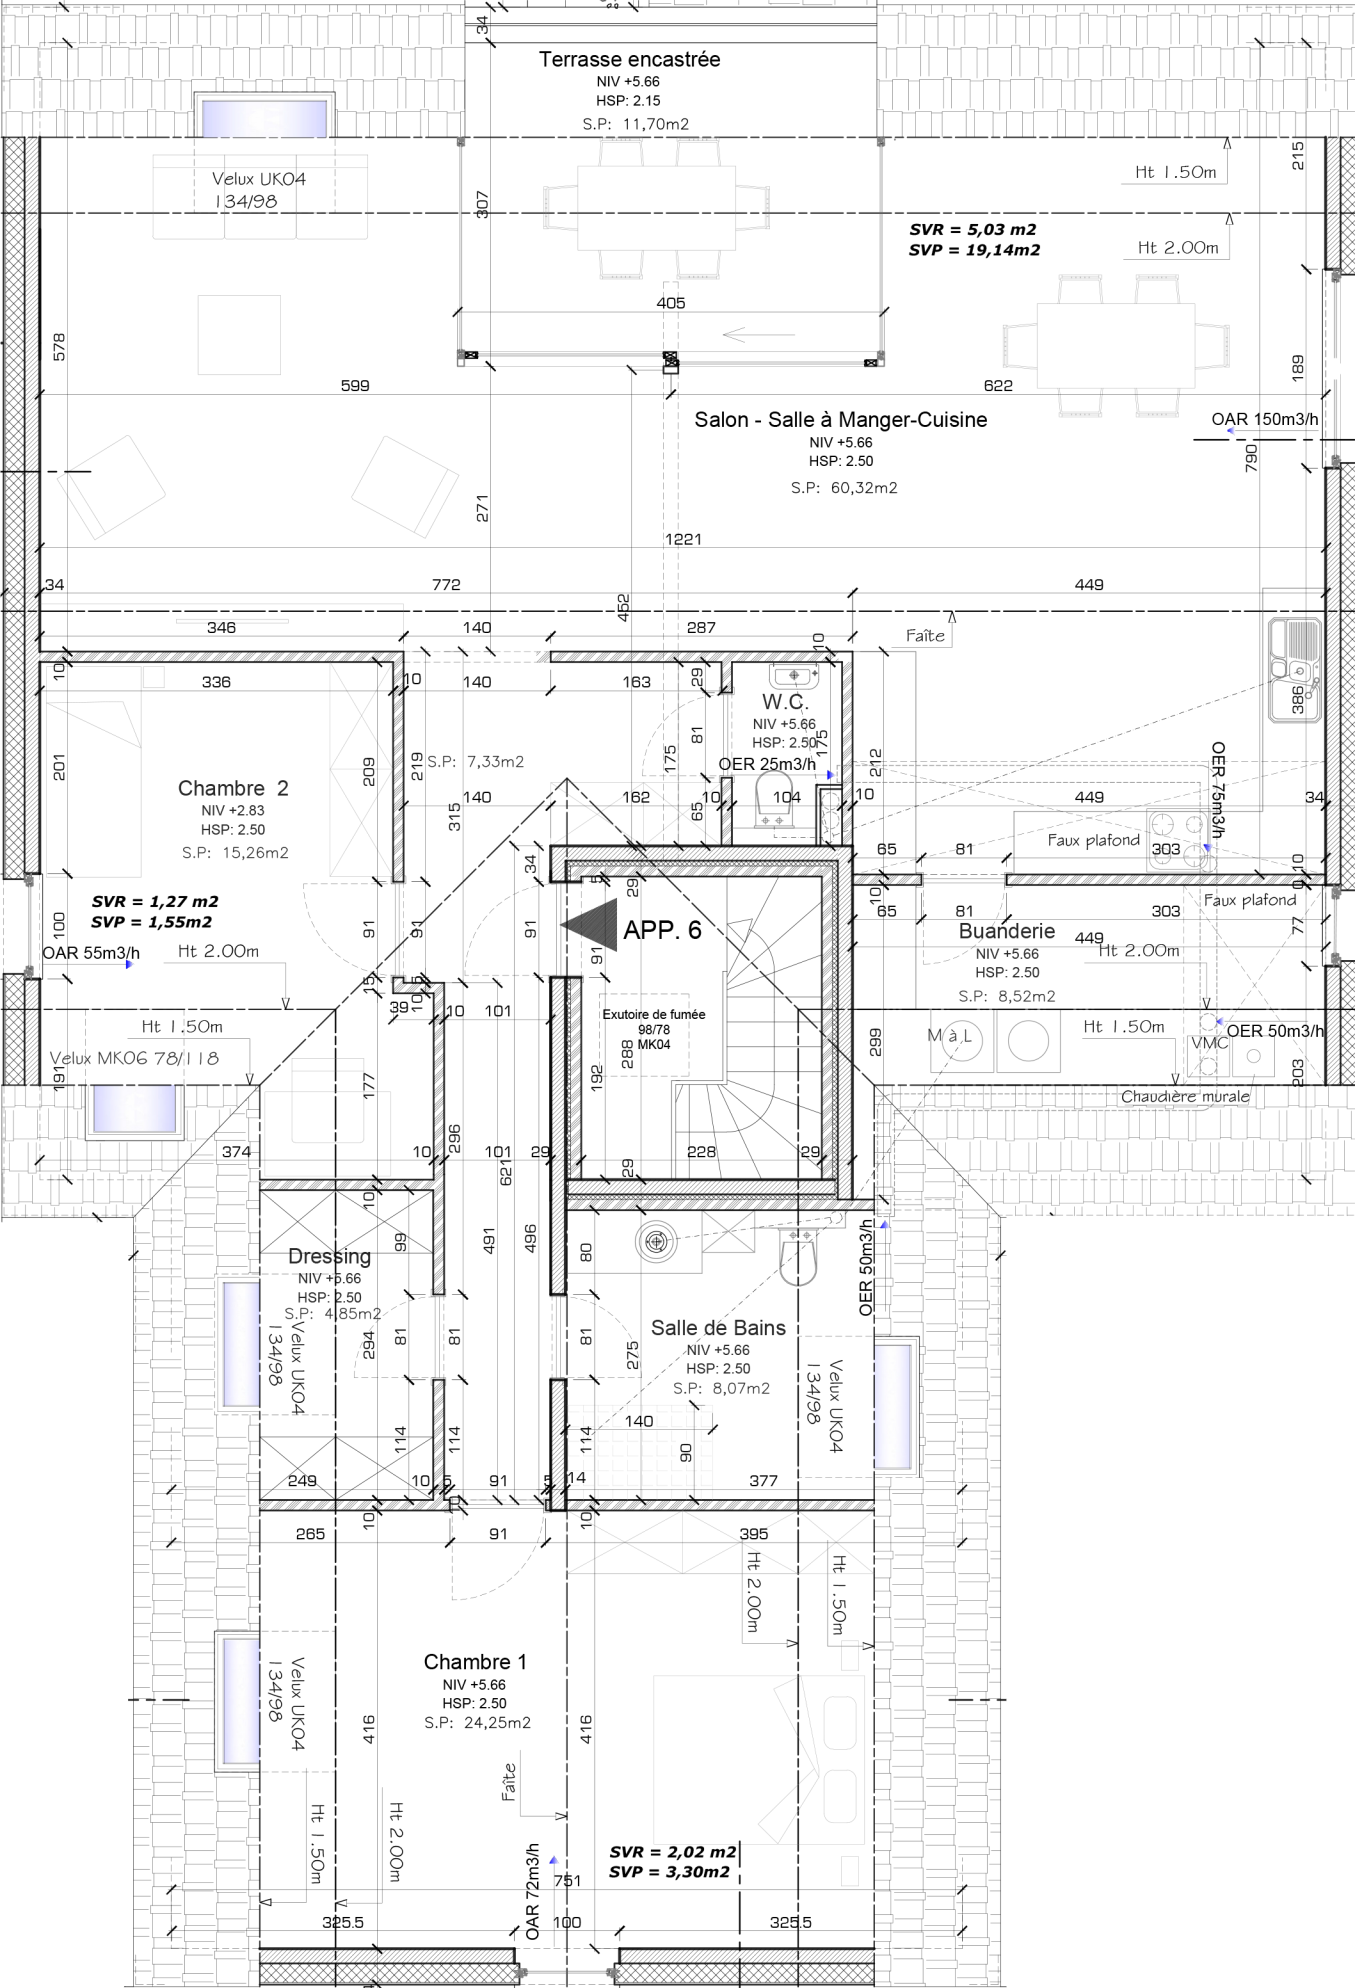 34
Terrasse encastrée
NIV +5.66
HSP: 2.15
S.P: 11,70m2
215
Ht 1.50m
Velux UK04
134/98
307
SVR = 5,03 m2
SVP = 19,14m2
Ht 2.00m
405
578
189
599
622
Salon - Salle à Manger-Cuisine
NIV +5.66
HSP: 2.50
S.P: 60,32m2
OAR 150m3/h
790
271
1221
34
772
449
452
346
140
287
10
Faîte
10
336
10
140
163
29
W.C.
NIV +5.66
HSP: 2.50
OER 25m3/h
386
201
209
219
S.P: 7,33m2
175
81
175
212
OER 75m3/h
Chambre 2
NIV +2.83
HSP: 2.50
S.P: 15,26m2
315
140
162
10
104
10
449
34
65
Faux plafond
34
5
29
65
81
303
10
10
SVR = 1,27 m2
SVP = 1,55m2
100
91
91
91
91
APP. 6
65
81
303
Faux plafond
77
OAR 55m3/h
Ht 2.00m
Buanderie
NIV +5.66
HSP: 2.50
S.P: 8,52m2
449
Ht 2.00m
15
5
39
10
10
101
Exutoire de fumée
98/78
MK04
288
Ht 1.50m
Velux MK06 78/118
191
177
192
299
M à L
Ht 1.50m
VMC
OER 50m3/h
203
Chaudière murale
374
10
296
101
29
621
29
228
29
10
99
491
496
80
Dressing
NIV +5.66
HSP: 2.50
S.P: 4,85m2
OER 50m3/h
Velux UK04
134/98
294
81
81
81
275
Salle de Bains
NIV +5.66
HSP: 2.50
S.P: 8,07m2
Velux UK04
134/98
114
114
114
140
90
249
10
5
91
5
14
377
10
10
10
265
91
395
Ht 2.00m
Ht 1.50m
Chambre 1
NIV +5.66
HSP: 2.50
S.P: 24,25m2
Velux UK04
134/98
416
416
Faîte
Ht 1.50m
Ht 2.00m
OAR 72m3/h
SVR = 2,02 m2
SVP = 3,30m2
751
325.5
100
325.5